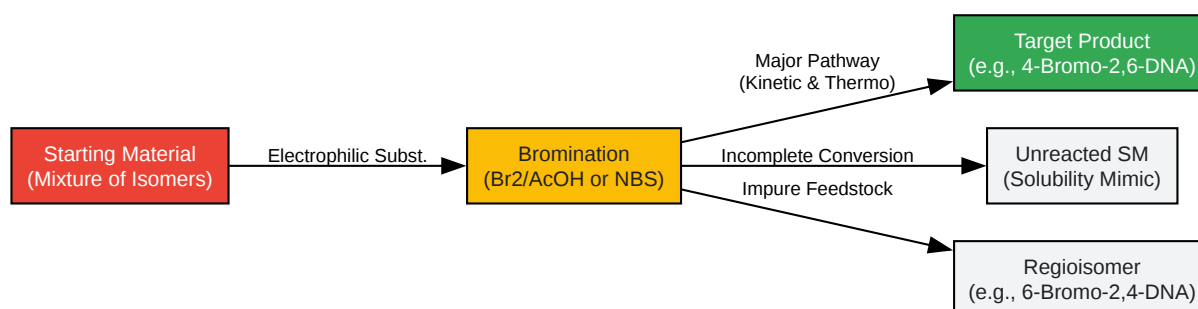 Starting Material
(Mixture of Isomers)
Electrophilic Subst.
Bromination
(Br2/AcOH or NBS)
Major Pathway
(Kinetic & Thermo)
Incomplete Conversion
Impure Feedstock
Target Product
(e.g., 4-Bromo-2,6-DNA)
Unreacted SM
(Solubility Mimic)
Regioisomer
(e.g., 6-Bromo-2,4-DNA)